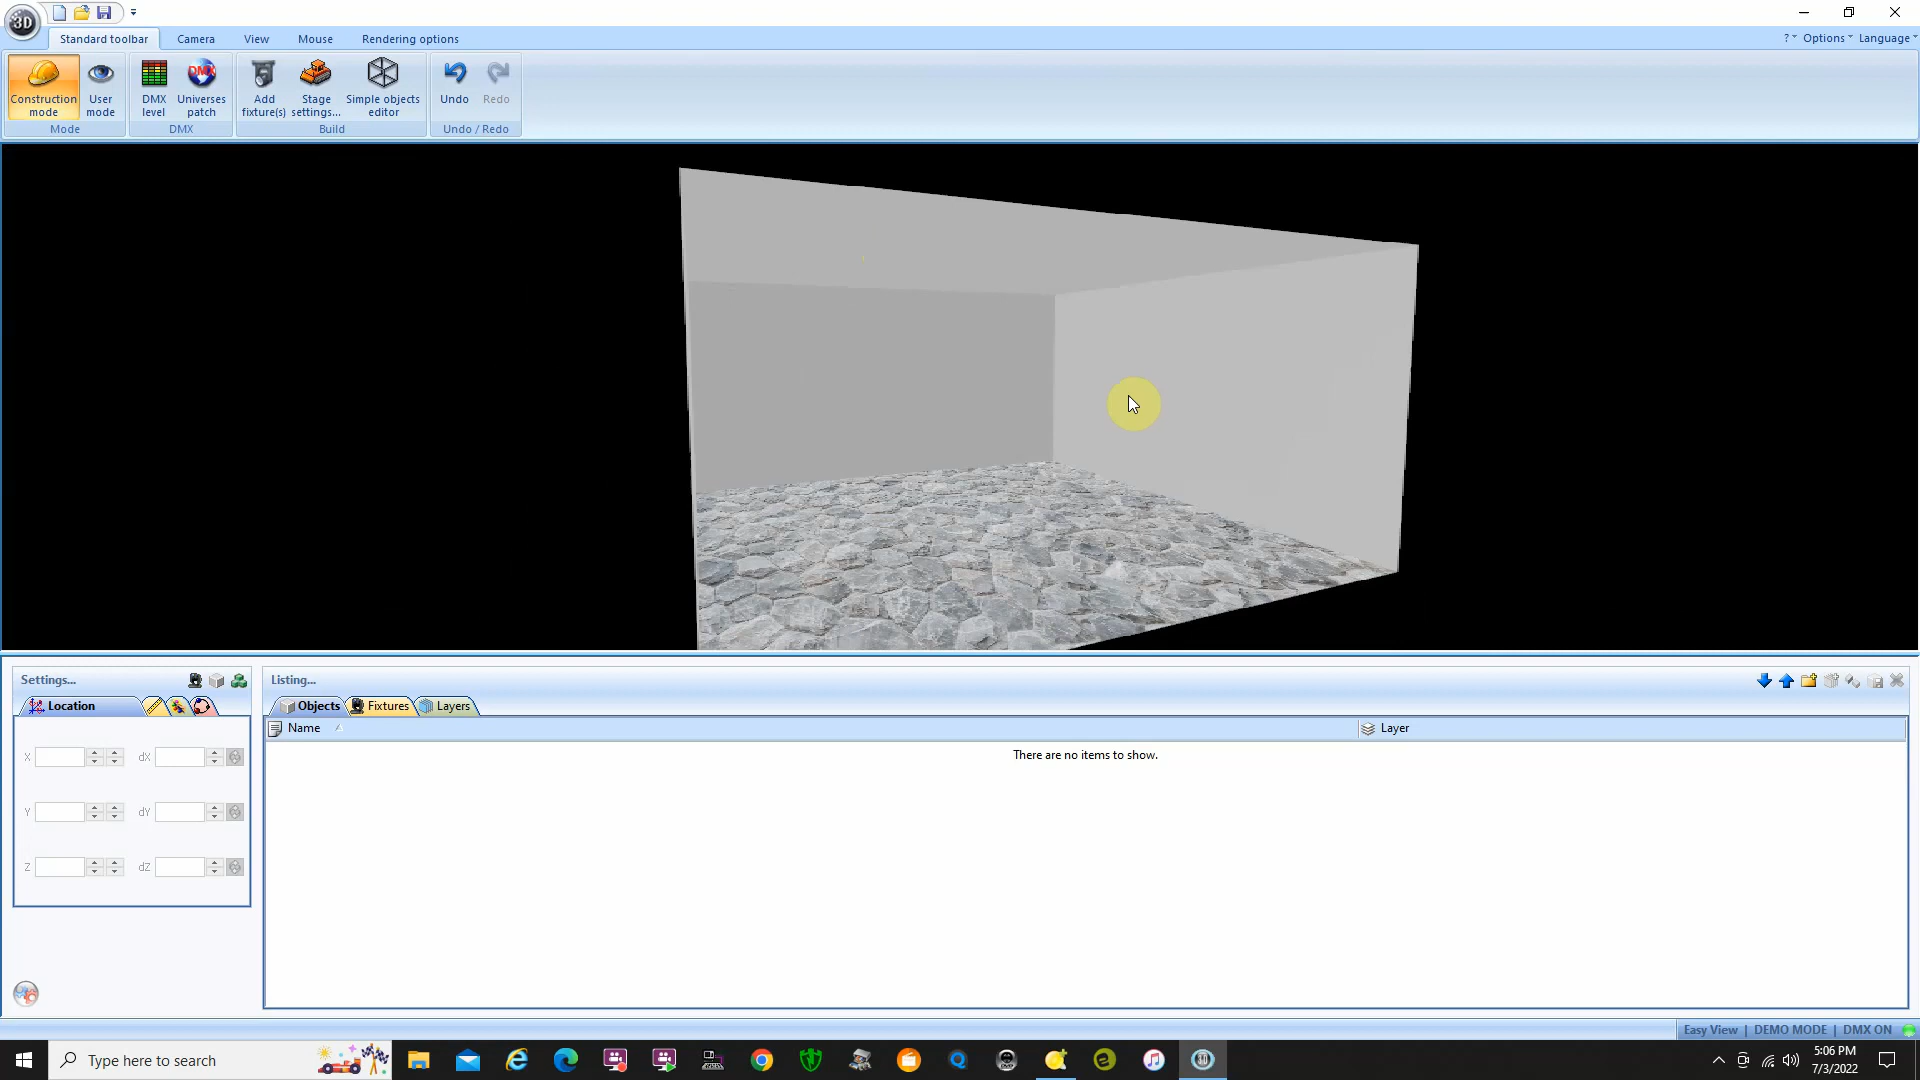 3D
Standard toolbar Camera View Mouse Rendering options
? Options Language
Construction mode
User mode
DMX level
Universes patch
Add fixture(s)
Stage settings...
Simple objects editor
Undo
Redo
Mode DMX Build Undo / Redo
Settings...
Location
X dX
Y dY
Z dZ
Listing...
Objects Fixtures Layers
Name Layer
There are no items to show.
Easy View | DEMO MODE | DMX ON
Type here to search
5:06 PM
7/3/2022